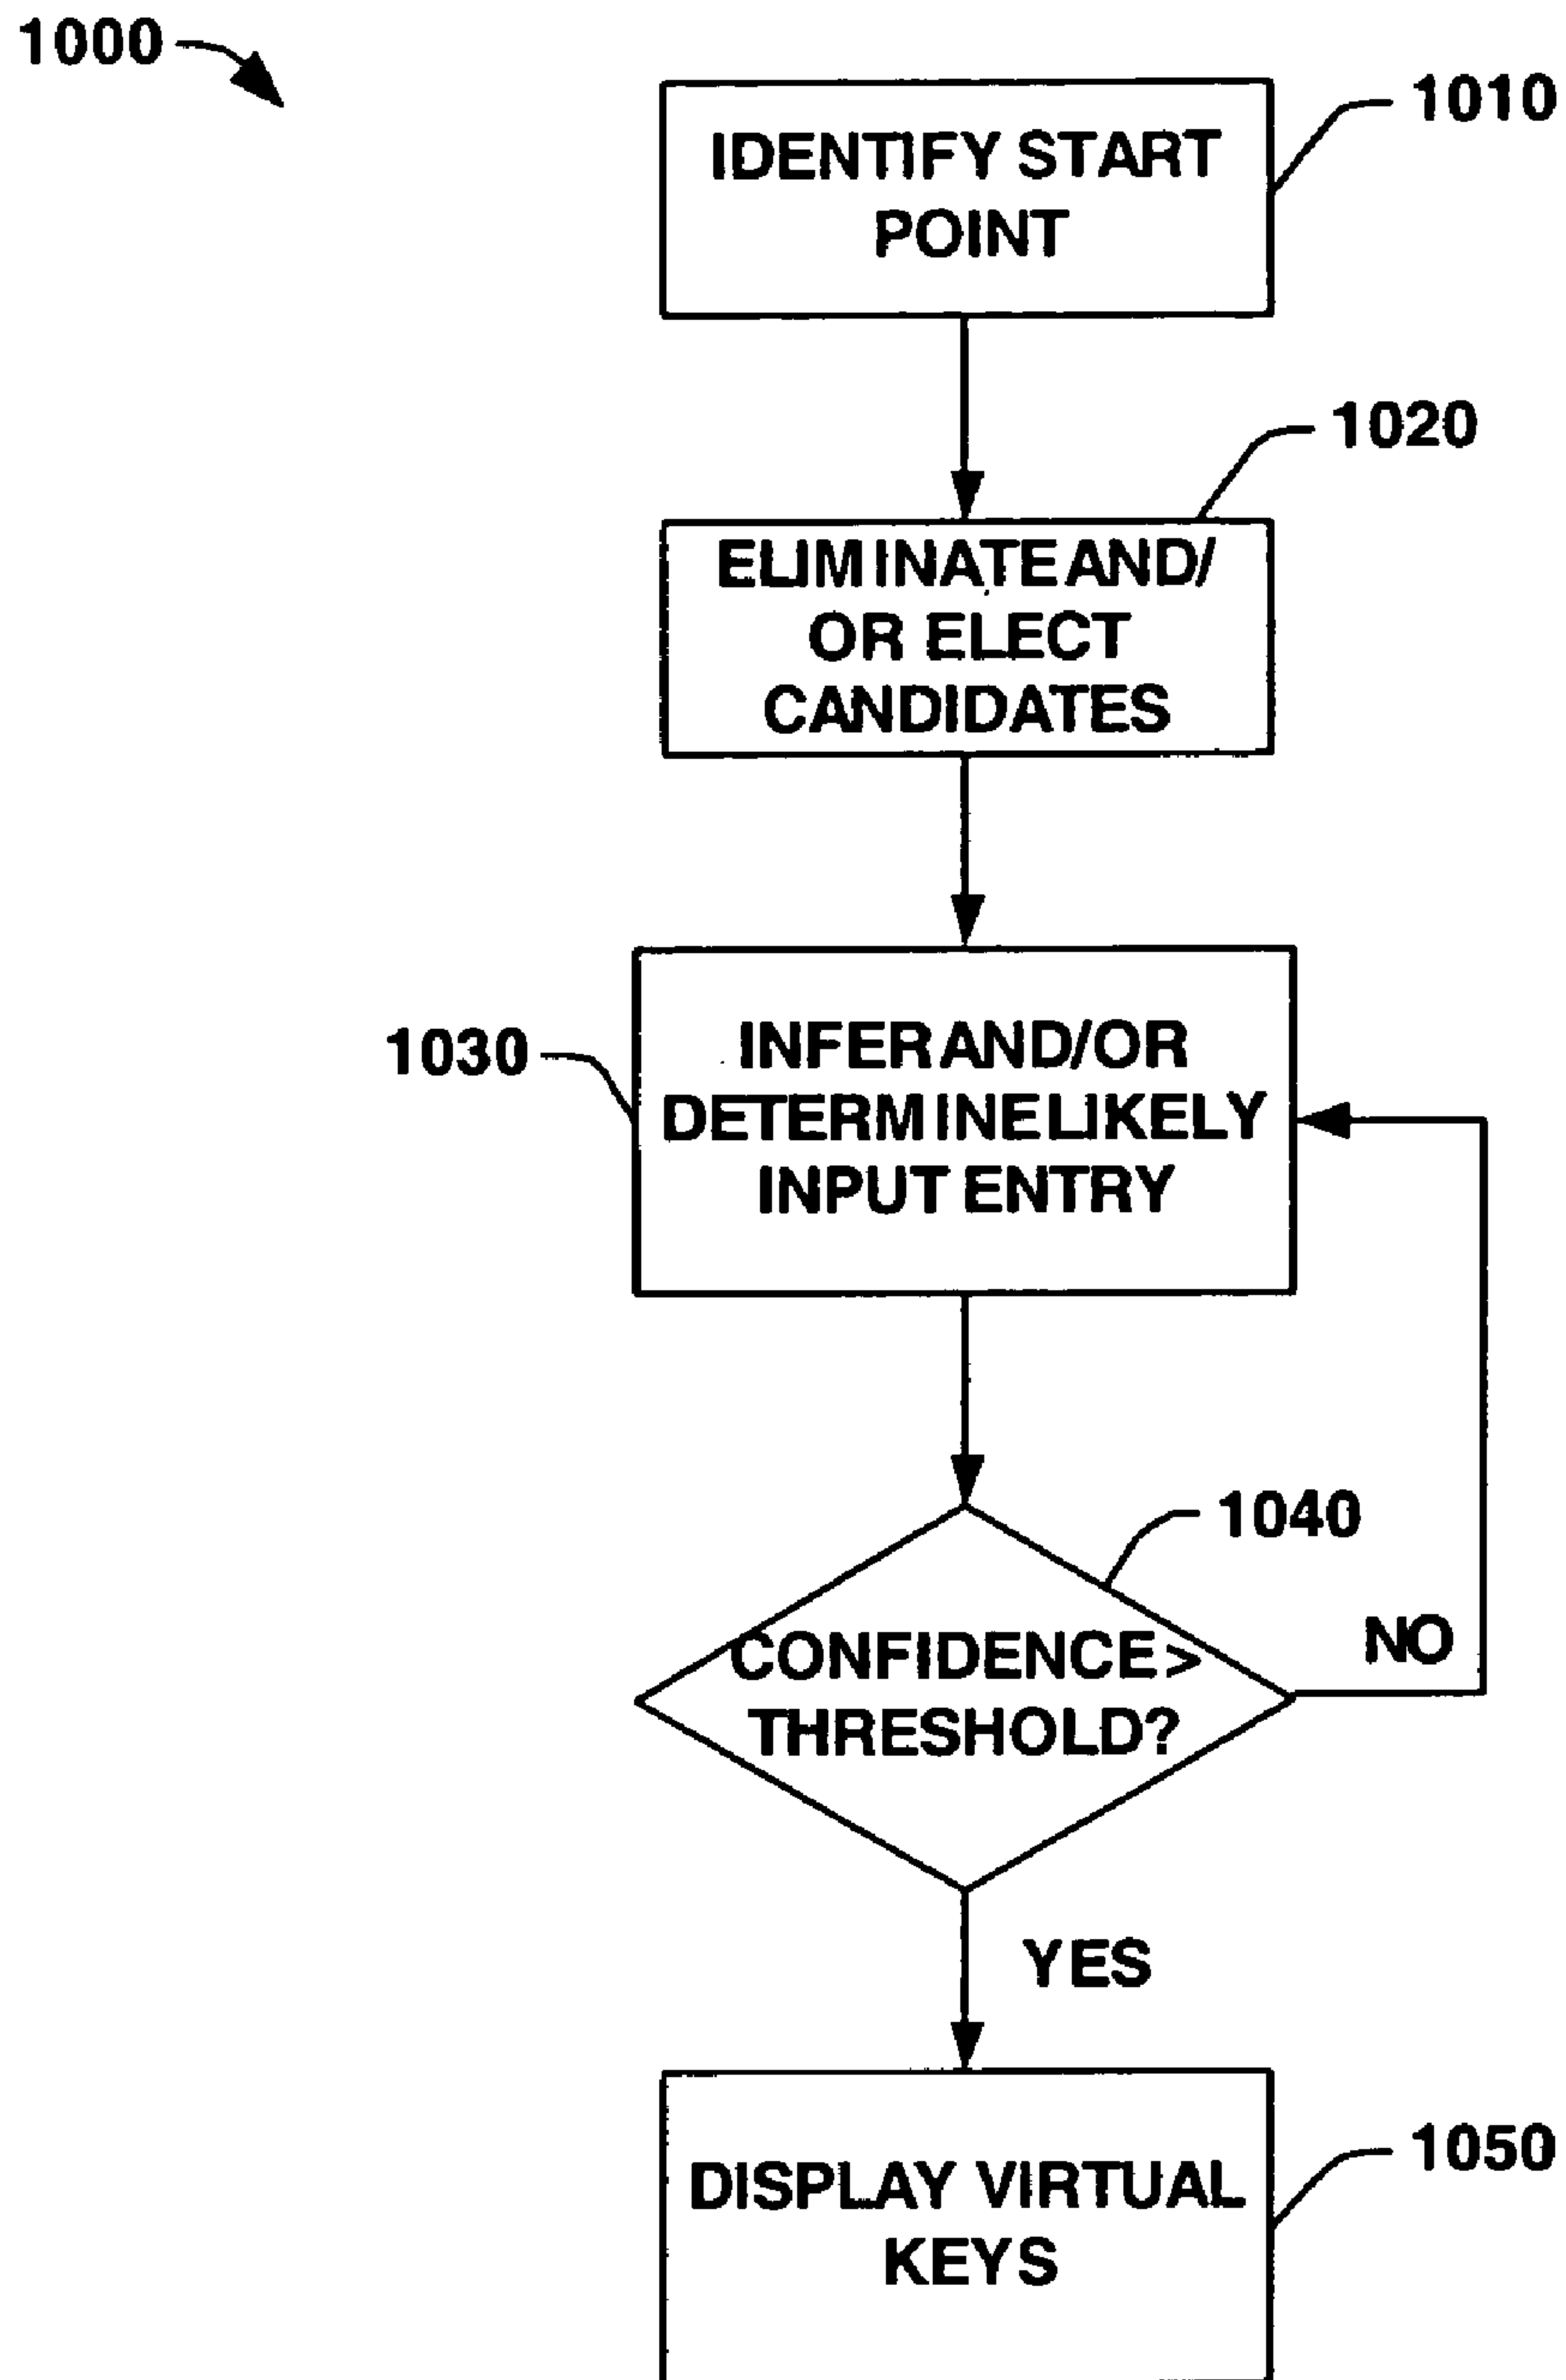 1000
1010
IDENTIFY START
POINT
1020
ELIMINATE AND/
OR ELECT
CANDIDATES
1030
INFER AND/OR
DETERMINE LIKELY
INPUT ENTRY
1040
CONFIDENCE >
THRESHOLD?
NO
YES
1050
DISPLAY VIRTUAL
KEYS